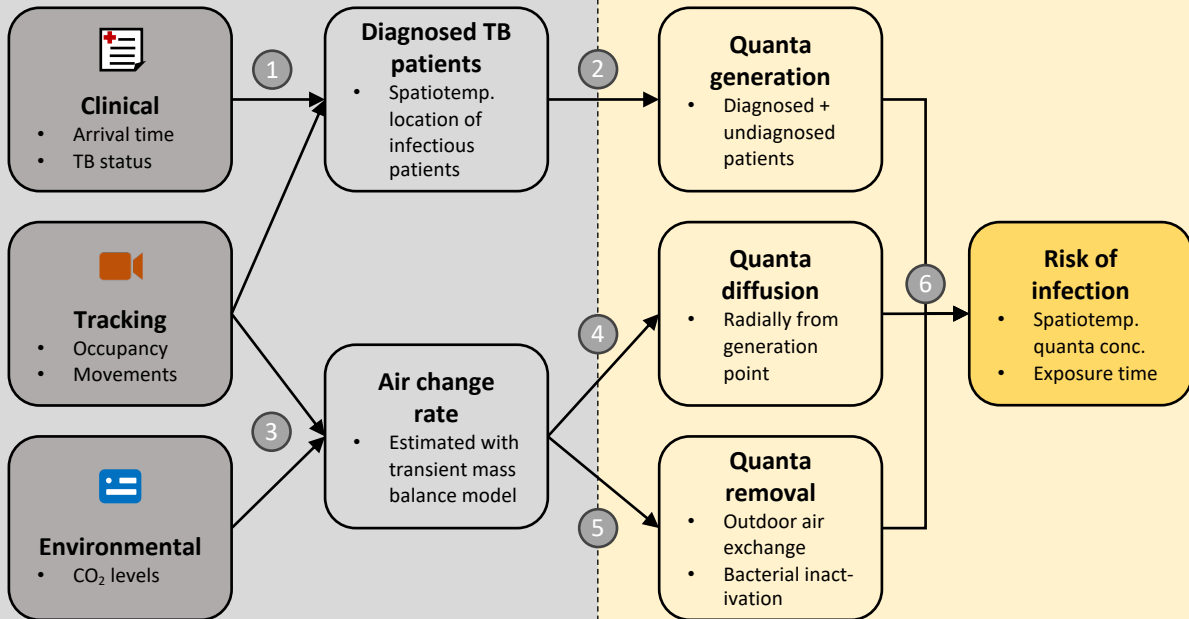 Clinical
• Arrival time
• TB status
1
Diagnosed TB
patients
• Spatiotemp.
location of
infectious
patients
2
Quanta
generation
• Diagnosed +
undiagnosed
patients
Tracking
• Occupancy
• Movements
3
Air change
rate
• Estimated with
transient mass
balance model
4
Quanta
diffusion
• Radially from
generation
point
6
Risk of
infection
• Spatiotemp.
quanta conc.
• Exposure time
Environmental
• CO₂ levels
5
Quanta
removal
• Outdoor air
exchange
• Bacterial inact-
ivation